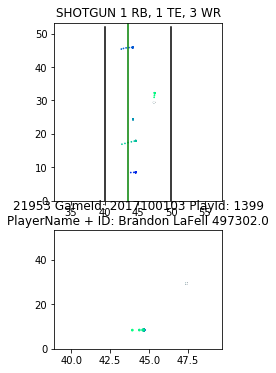 SHOTGUN 1 RB, 1 TE, 3 WR
50
40
30
20
10
0
35 40 45 50 55
21953 GameId: 2017100103 PlayId: 1399
PlayerName + ID: Brandon LaFell 497302.0
40
20
0
40.0 42.5 45.0 47.5